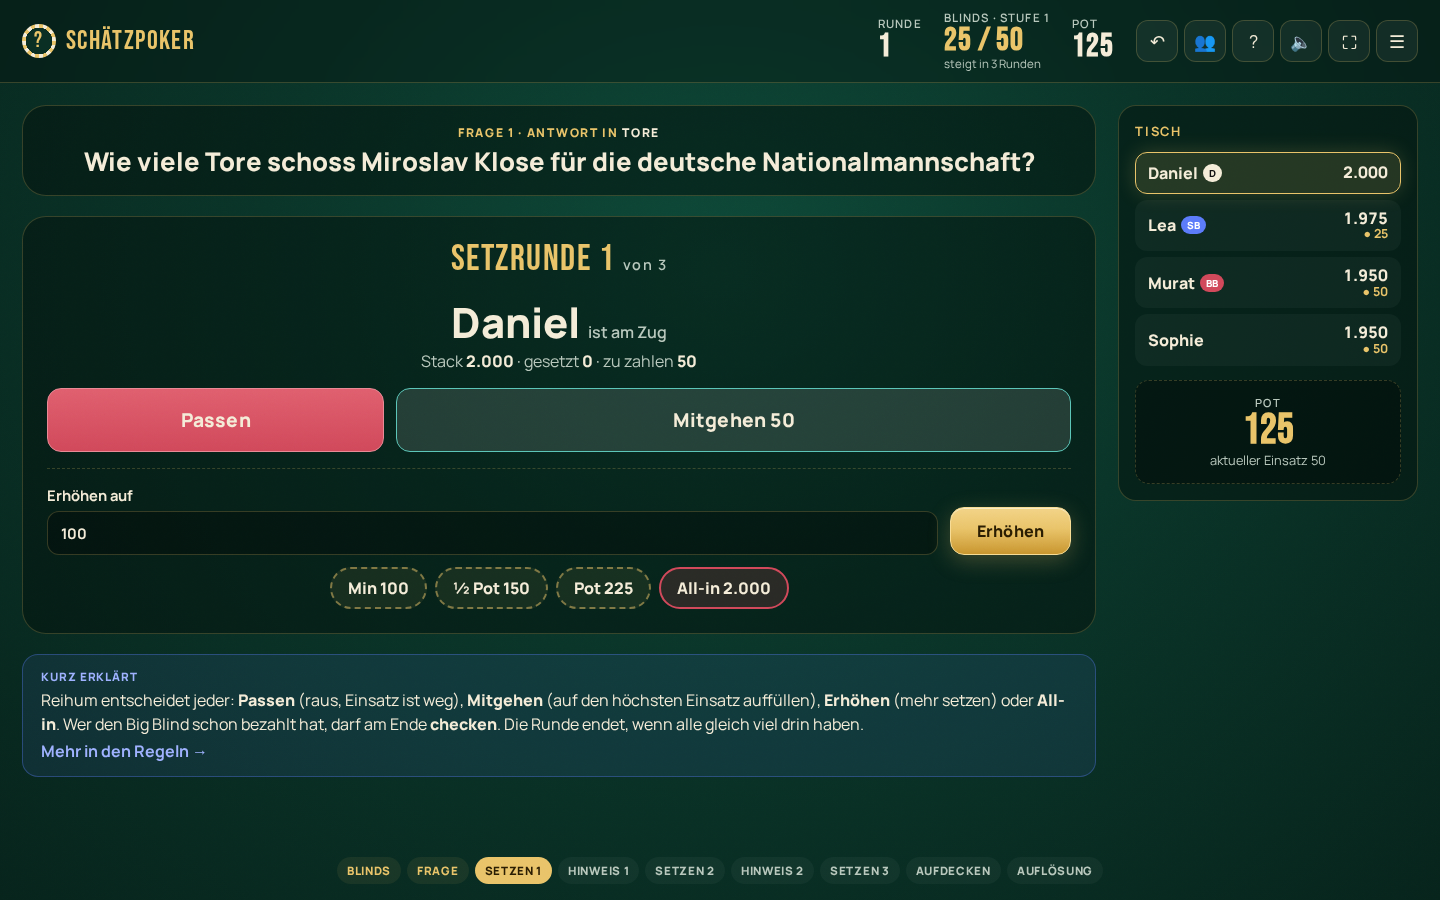 ? SCHÄTZPOKER
RUNDE
1
BLINDS · STUFE 1
25 / 50
steigt in 3 Runden
POT
125
?
FRAGE 1 · ANTWORT IN TORE
Wie viele Tore schoss Miroslav Klose für die deutsche Nationalmannschaft?
SETZRUNDE 1 von 3
Daniel ist am Zug
Stack 2.000 · gesetzt 0 · zu zahlen 50
Passen
Mitgehen 50
Erhöhen auf
100
Erhöhen
Min 100
½ Pot 150
Pot 225
All-in 2.000
KURZ ERKLÄRT
Reihum entscheidet jeder: Passen (raus, Einsatz ist weg), Mitgehen (auf den höchsten Einsatz auffüllen), Erhöhen (mehr setzen) oder All-
in. Wer den Big Blind schon bezahlt hat, darf am Ende checken. Die Runde endet, wenn alle gleich viel drin haben.
Mehr in den Regeln →
TISCH
Daniel D 2.000
Lea SB 1.975
● 25
Murat BB 1.950
● 50
Sophie 1.950
● 50
POT
125
aktueller Einsatz 50
BLINDS
FRAGE
SETZEN 1
HINWEIS 1
SETZEN 2
HINWEIS 2
SETZEN 3
AUFDECKEN
AUFLÖSUNG